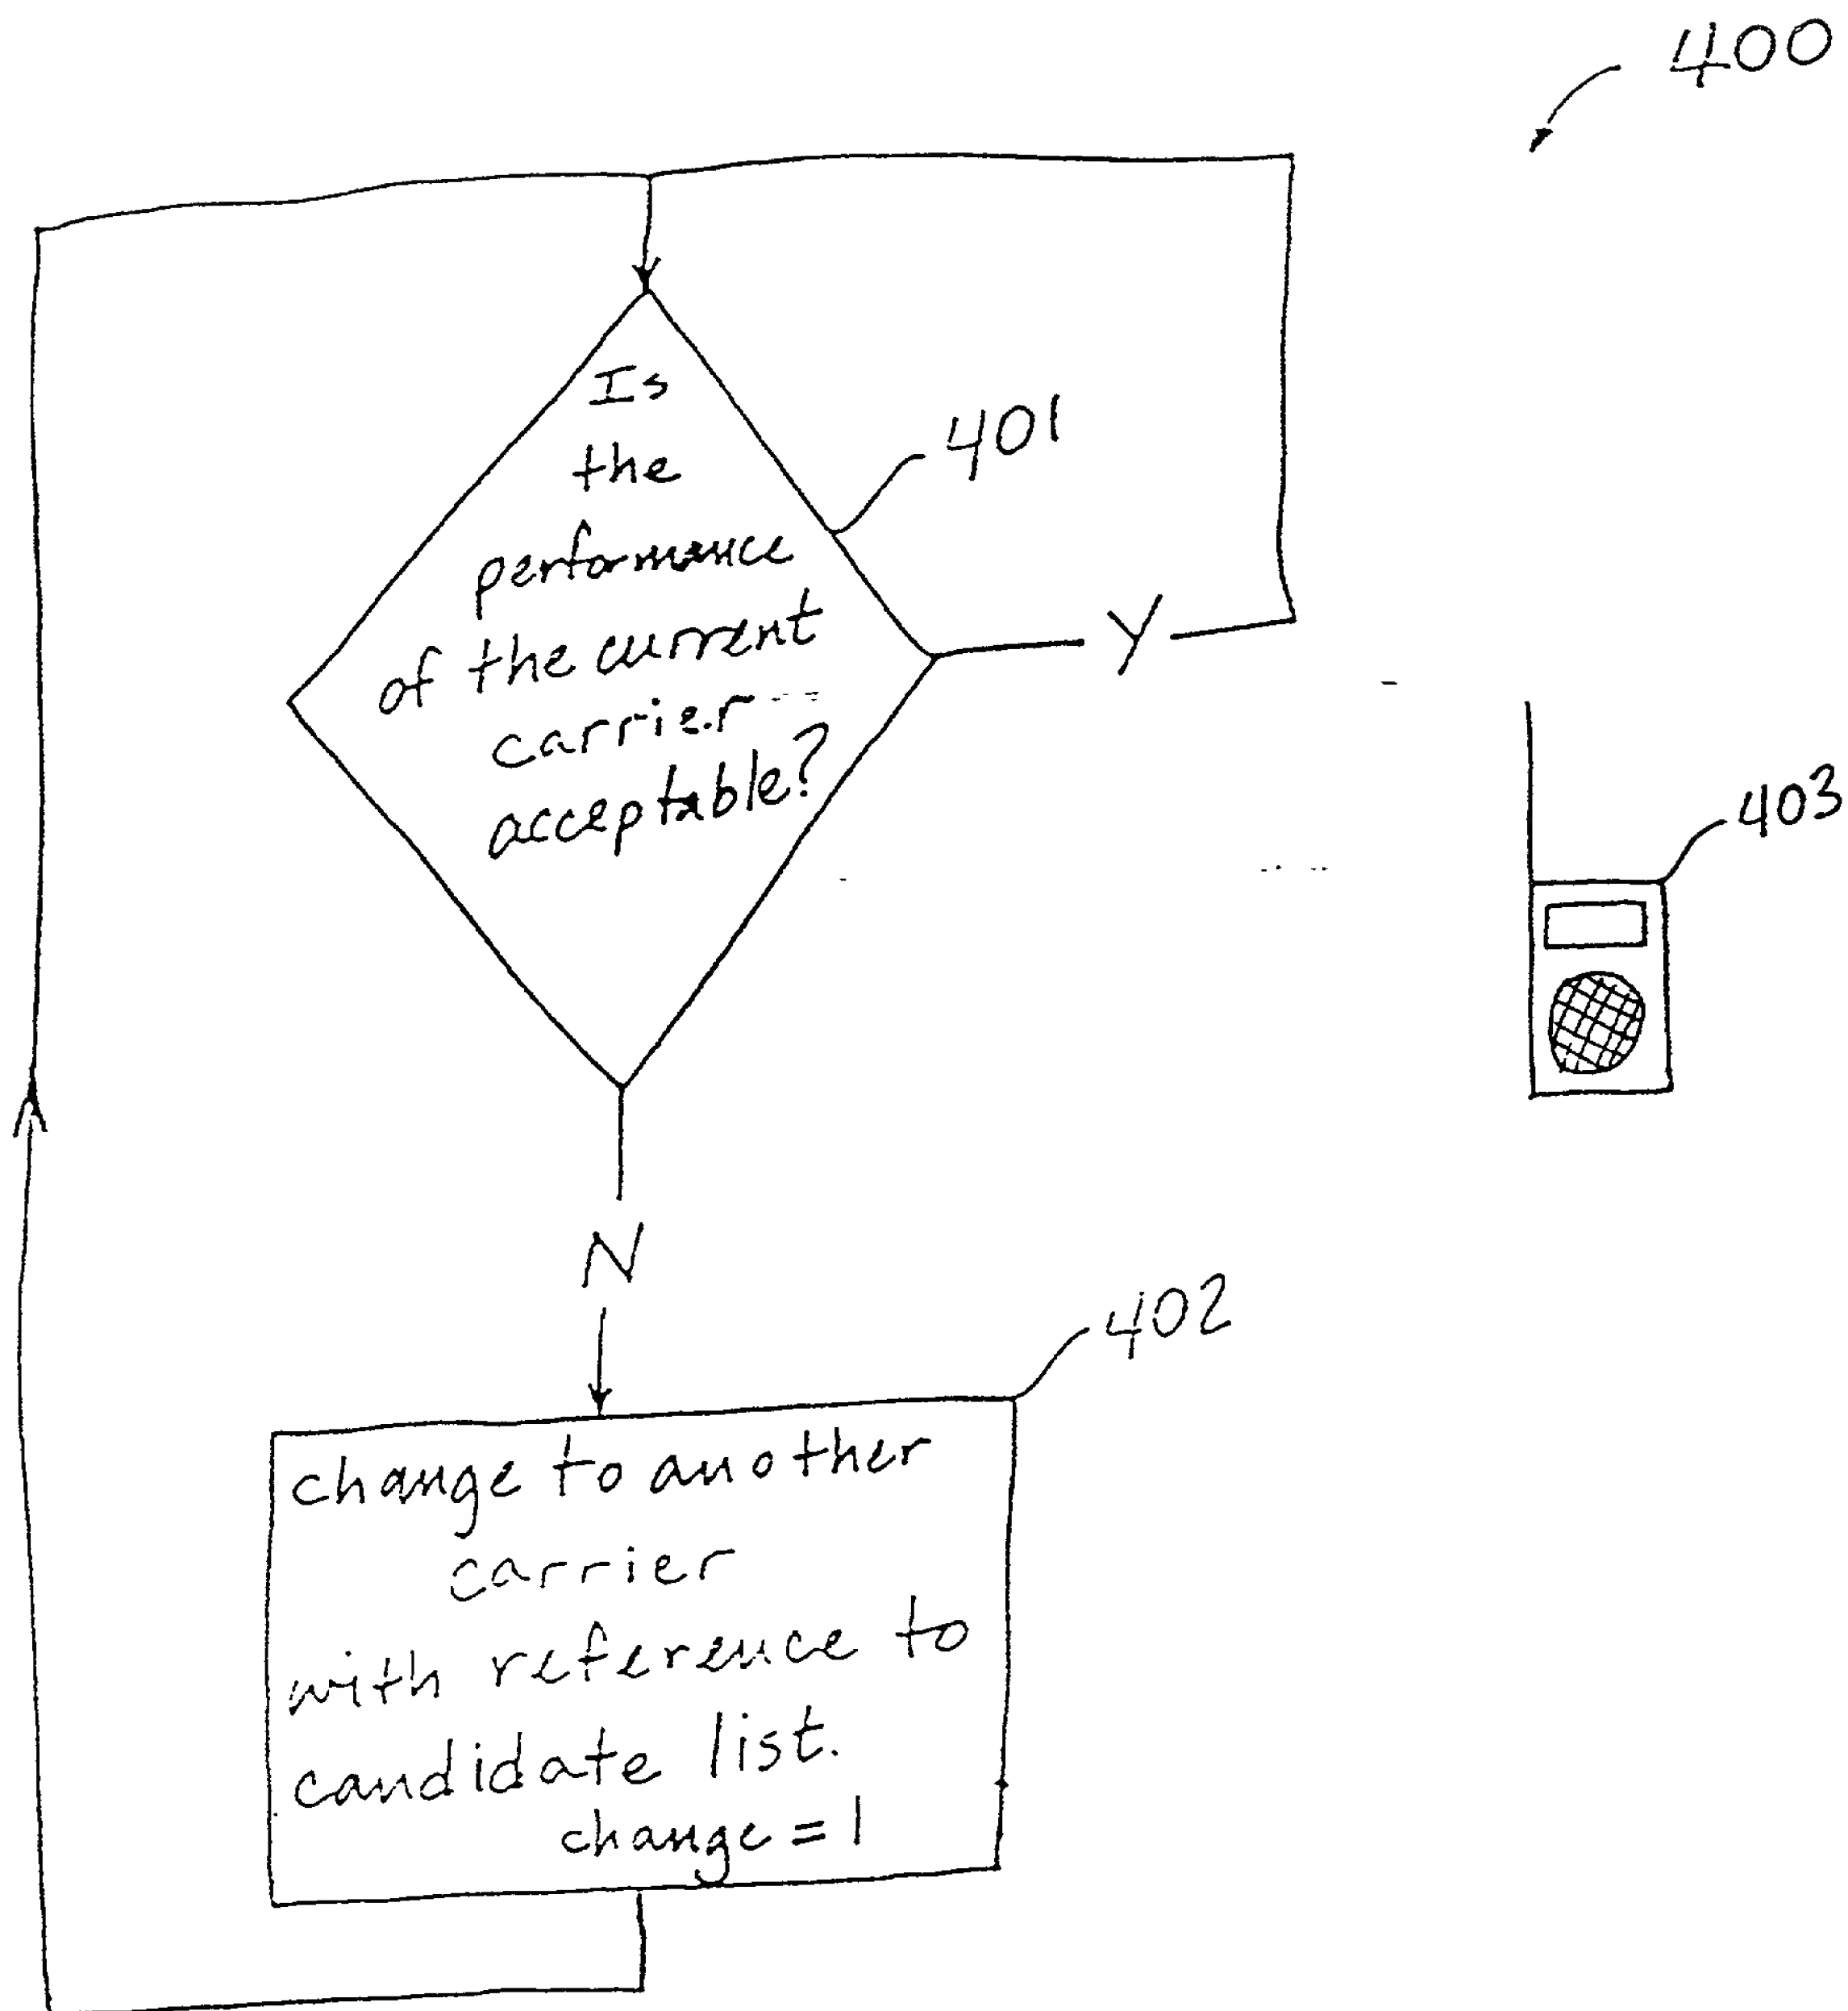 400
Is
the
performance
of the current
carrier
acceptable?
401
Y
403
N
402
change to another
carrier
with reference to
candidate list.
change = 1